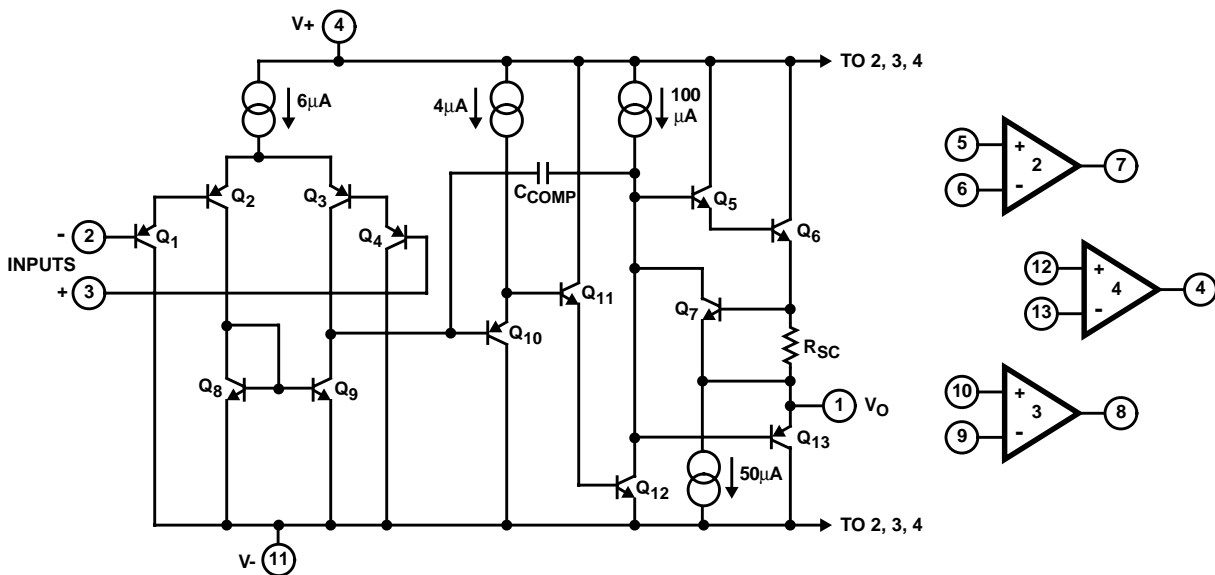 V+ 4
TO 2, 3, 4
6μA
4μA
100 μA
CCOMP
Q2
Q3
Q5
- 2
Q1
Q4
Q6
INPUTS
+ 3
Q11
Q7
Q10
RSC
Q8
Q9
1 VO
Q13
Q12
50μA
TO 2, 3, 4
V- 11
5 + 2 7
6 -
12 + 4 4
13 -
10 + 3 8
9 -